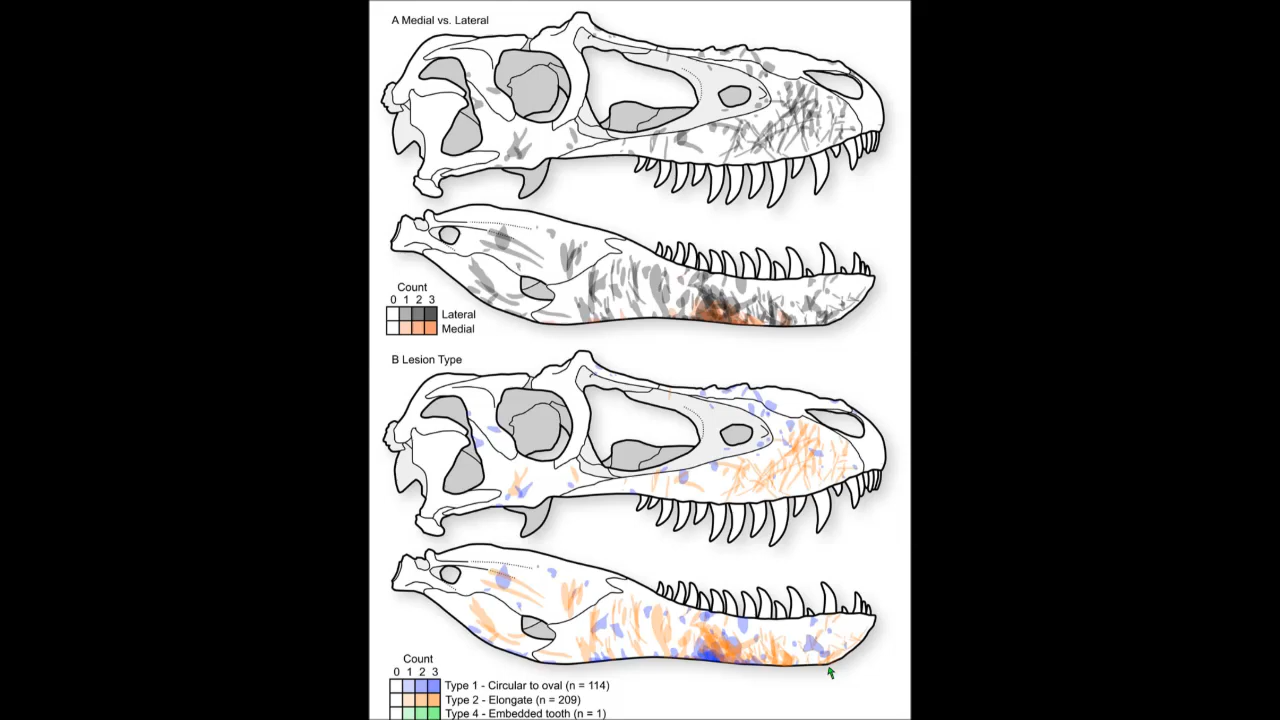 A Medial vs. Lateral
Count
0 1 2 3
Lateral
Medial
B Lesion Type
Count
0 1 2 3
Type 1 - Circular to oval (n = 114)
Type 2 - Elongate (n = 209)
Type 4 - Embedded tooth (n = 1)